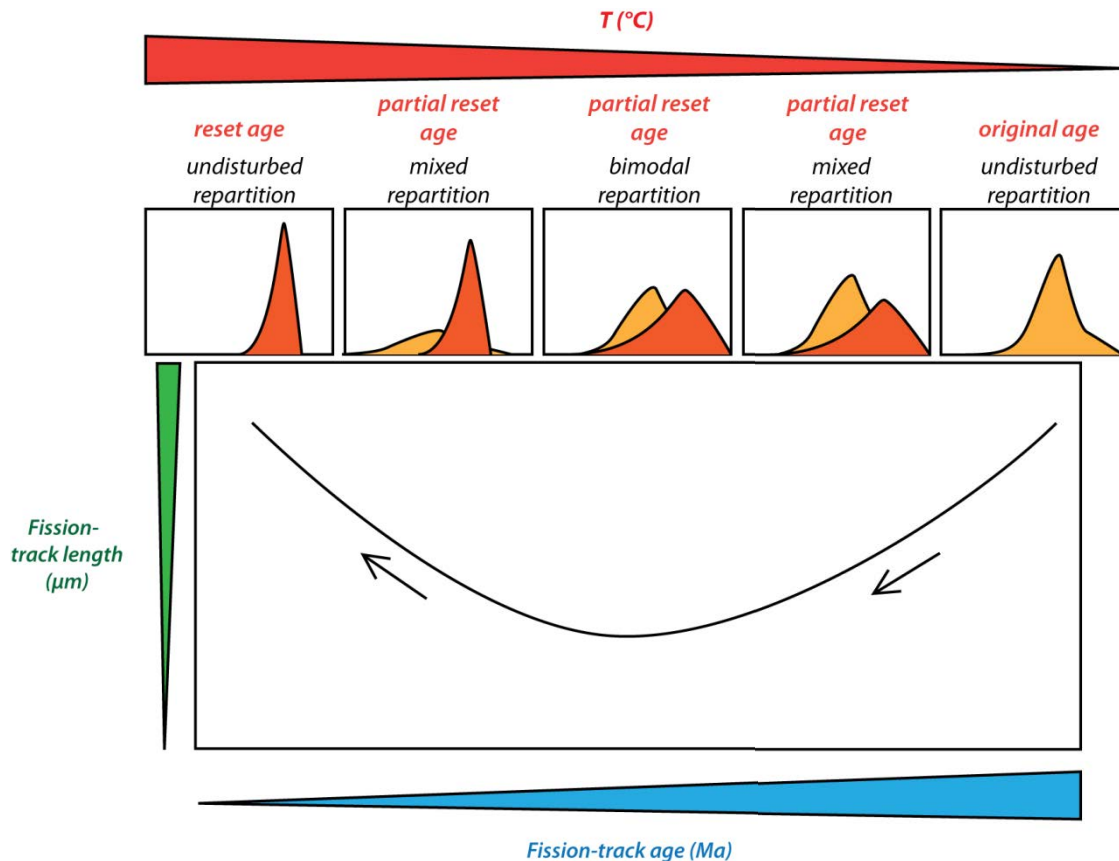 T (°C)
reset age
undisturbed
repartition
partial reset
age
mixed
repartition
partial reset
age
bimodal
repartition
partial reset
age
mixed
repartition
original age
undisturbed
repartition
Fission-
track length
(µm)
Fission-track age (Ma)